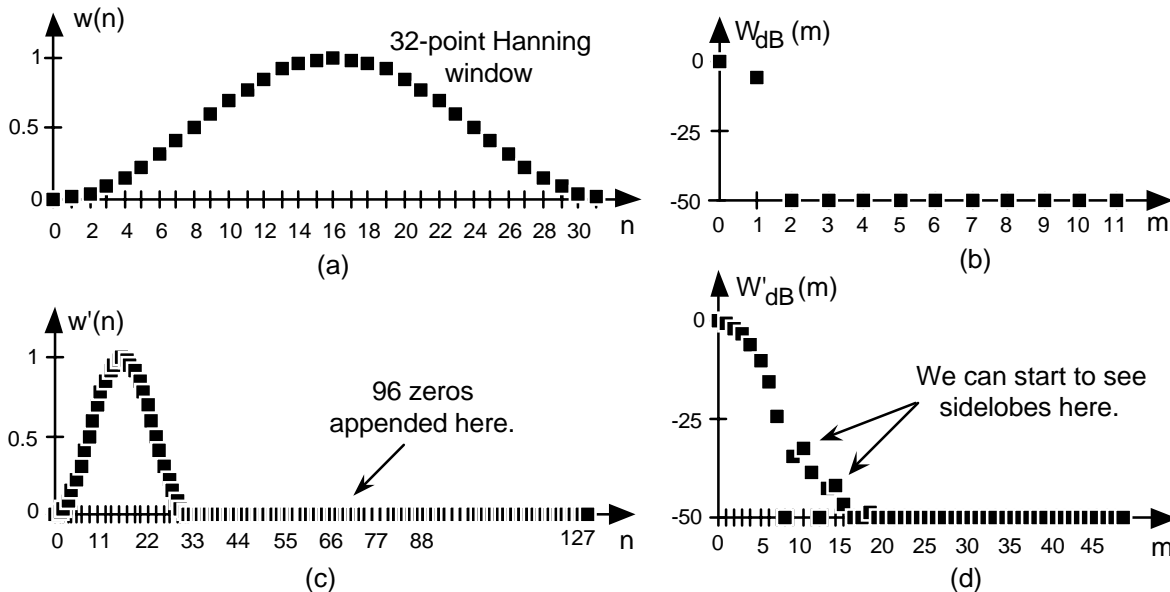 w(n)
32-point Hanning
window
1
0.5
0
0 2 4 6 8 10 12 14 16 18 20 22 24 26 28 30 n
(a)
W_dB (m)
0
-25
-50
0 1 2 3 4 5 6 7 8 9 10 11 m
(b)
w'(n)
1
0.5
0
96 zeros
appended here.
0 11 22 33 44 55 66 77 88 127 n
(c)
W'_dB (m)
0
-25
-50
We can start to see
sidelobes here.
0 5 10 15 20 25 30 35 40 45 m
(d)